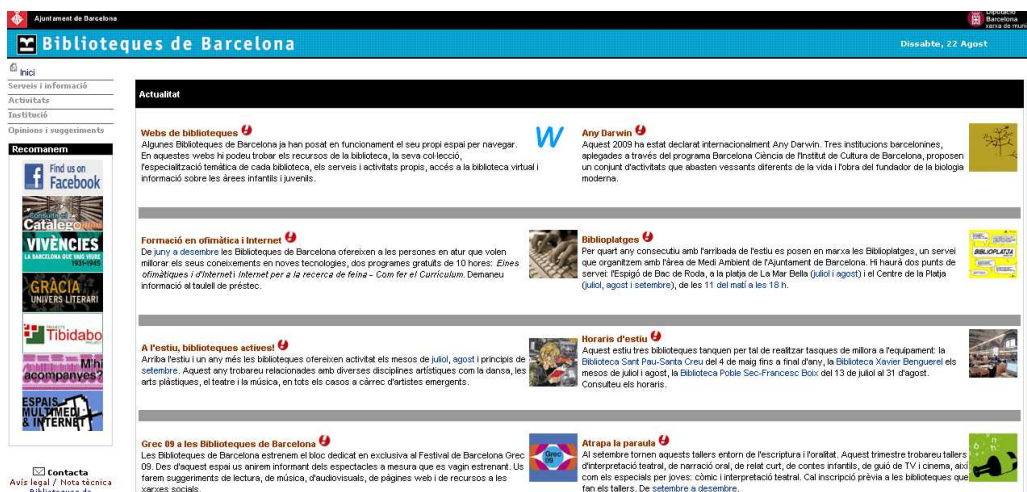 Ajuntament de Barcelona
Diputació
Barcelona
xarxa de muni
Biblioteques de Barcelona
Dissabte, 22 Agost
Inici
Serveis i informació
Activitats
Institució
Opinions i suggeriments
Recomanem
Find us on
Facebook
Consulta el
Catàleg
VIVÈNCIES
LA BARCELONA QUE VAIG VIURE
1931-1945
GRÀCIA
UNIVERS LITERARI
Tibidabo
M'hi
acompanyes?
ESPAIS
MULTIMEDIA
& INTERNET
Contacta
Avís legal / Nota tècnica
Biblioteques de
Actualitat
Webs de biblioteques
Algunes Biblioteques de Barcelona ja han posat en funcionament el seu propi espai per navegar.
En aquestes webs hi podeu trobar els recursos de la biblioteca, la seva col·lecció,
l'especialització temàtica de cada biblioteca, els serveis i activitats propis, accés a la biblioteca virtual i
informació sobre les àrees infantils i juvenils.
W
Any Darwin
Aquest 2009 ha estat declarat internacionalment Any Darwin. Tres institucions barcelonines,
aplegades a través del programa Barcelona Ciència de l'Institut de Cultura de Barcelona, proposen
un conjunt d'activitats que abasten vessants diferents de la vida i l'obra del fundador de la biologia
moderna.
Formació en ofimàtica i Internet
De juny a desembre les Biblioteques de Barcelona ofereixen a les persones en atur que volen
millorar els seus coneixements en noves tecnologies, dos programes gratuïts de 10 hores: Eines
ofimàtiques i d'Internet i Internet per a la recerca de feina - Com fer el Currículum. Demaneu
informació al taulell de préstec.
Biblioplatges
Per quart any consecutiu amb l'arribada de l'estiu es posen en marxa les Biblioplatges, un servei
que organitzem amb l'àrea de Medi Ambient de l'Ajuntament de Barcelona. Hi haurà dos punts de
servei: l'Espigó de Bac de Roda, a la platja de La Mar Bella (juliol i agost) i el Centre de la Platja
(juliol, agost i setembre), de les 11 del matí a les 18 h.
BIBLIOPLATJA
A l'estiu, biblioteques actives!
Arriba l'estiu i un any més les biblioteques ofereixen activitat els mesos de juliol, agost i principis de
setembre. Aquest any trobareu relacionades amb diverses disciplines artístiques com la dansa, les
arts plàstiques, el teatre i la música, en tots els casos a càrrec d'artistes emergents.
Horaris d'estiu
Aquest estiu tres biblioteques tanquen per tal de realitzar tasques de millora a l'equipament: la
Biblioteca Sant Pau-Santa Creu del 4 de maig fins a final d'any, la Biblioteca Xavier Benguerel els
mesos de juliol i agost, la Biblioteca Poble Sec-Francesc Boix del 13 de juliol al 31 d'agost.
Consulteu els horaris.
Grec 09 a les Biblioteques de Barcelona
Les Biblioteques de Barcelona estrenem el bloc dedicat en exclusiva al Festival de Barcelona Grec
09. Des d'aquest espai us anirem informant dels espectacles a mesura que es vagin estrenant. Us
farem suggeriments de lectura, de música, d'audiovisuals, de pàgines web i de recursos a les
xarxes socials.
Grec
09
Atrapa la paraula
Al setembre tornen aquests tallers entorn de l'escriptura i l'oralitat. Aquest trimestre trobareu tallers
d'interpretació teatral, de narració oral, de relat curt, de contes infantils, de guió de TV i cinema, així
com els especials per joves: còmic i interpretació teatral. Cal inscripció prèvia a les biblioteques que
fan els tallers. De setembre a desembre.